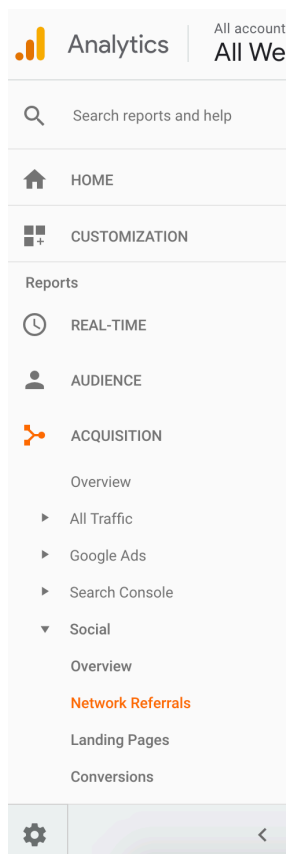 Analytics
All account
All We
Search reports and help
HOME
CUSTOMIZATION
Reports
REAL-TIME
AUDIENCE
ACQUISITION
Overview
All Traffic
Google Ads
Search Console
Social
Overview
Network Referrals
Landing Pages
Conversions